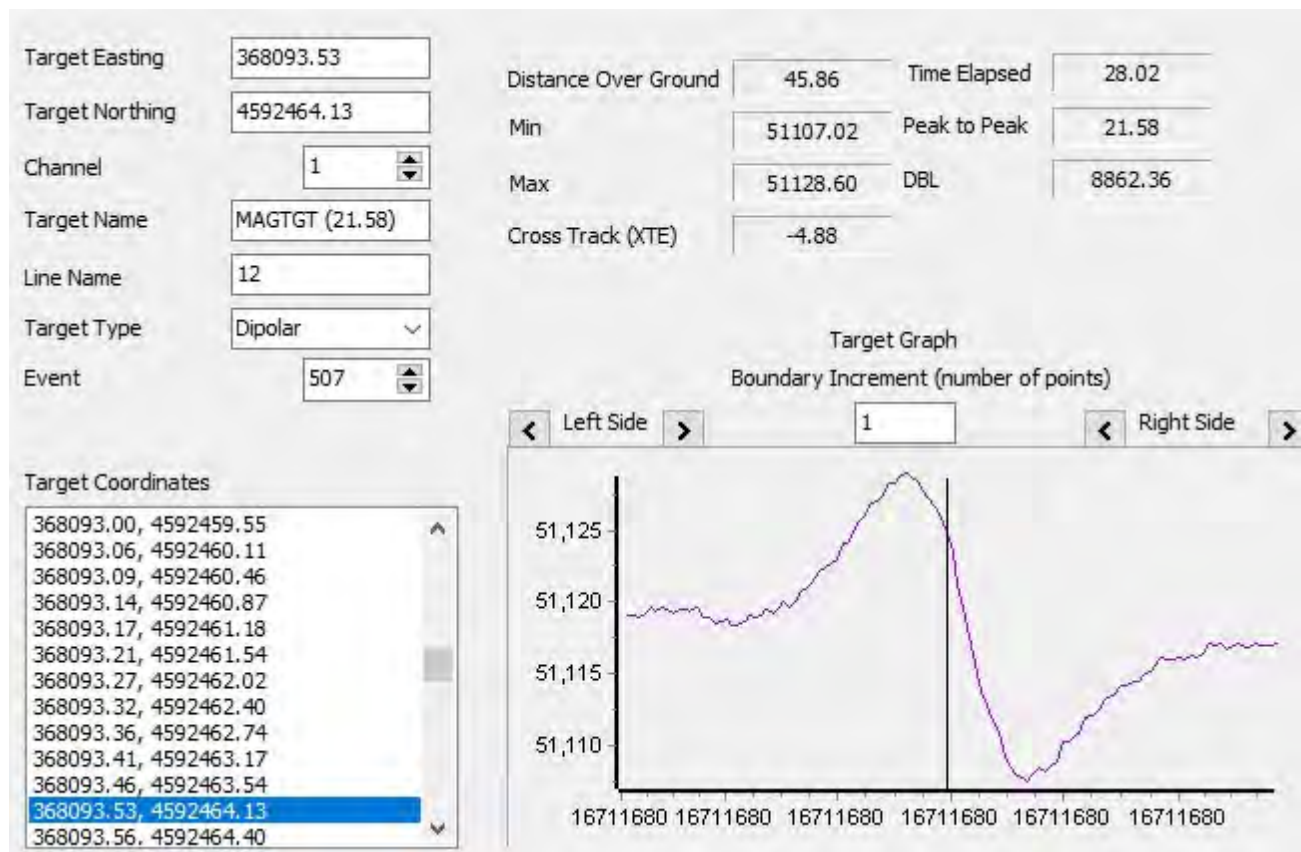 Target Easting 368093.53
Target Northing 4592464.13
Channel 1
Target Name MAGTGT (21.58)
Line Name 12
Target Type Dipolar
Event 507
Distance Over Ground 45.86 Time Elapsed 28.02
Min 51107.02 Peak to Peak 21.58
Max 51128.60 DBL 8862.36
Cross Track (XTE) -4.88
Target Graph
Boundary Increment (number of points)
< Left Side > 1 < Right Side >
Target Coordinates
368093.00, 4592459.55
368093.06, 4592460.11
368093.09, 4592460.46
368093.14, 4592460.87
368093.17, 4592461.18
368093.21, 4592461.54
368093.27, 4592462.02
368093.32, 4592462.40
368093.36, 4592462.74
368093.41, 4592463.17
368093.46, 4592463.54
368093.53, 4592464.13
368093.56, 4592464.40
51,125
51,120
51,115
51,110
16711680 16711680 16711680 16711680 16711680 16711680